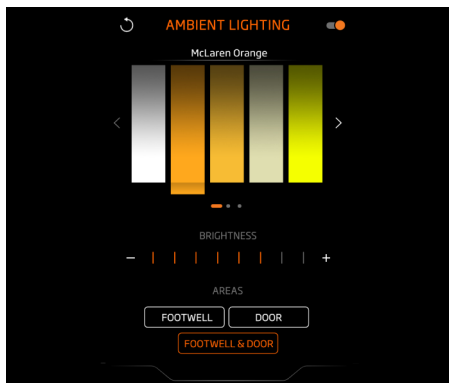 AMBIENT LIGHTING
McLaren Orange
BRIGHTNESS
AREAS
FOOTWELL DOOR
FOOTWELL & DOOR